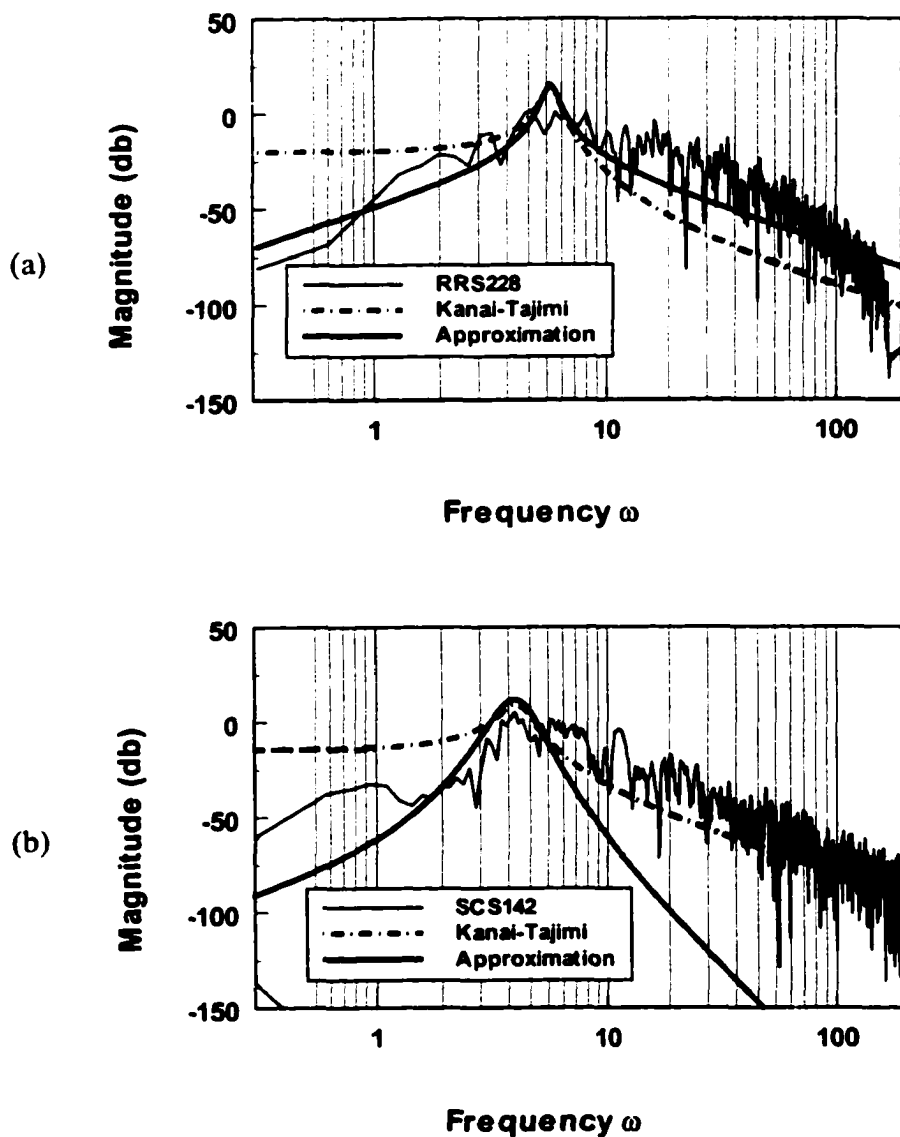 (a)
Magnitude (db)
50
0
-50
-100
-150
RRS228
Kanai-Tajimi
Approximation
1
10
100
Frequency ω
(b)
Magnitude (db)
50
0
-50
-100
-150
SCS142
Kanai-Tajimi
Approximation
1
10
100
Frequency ω